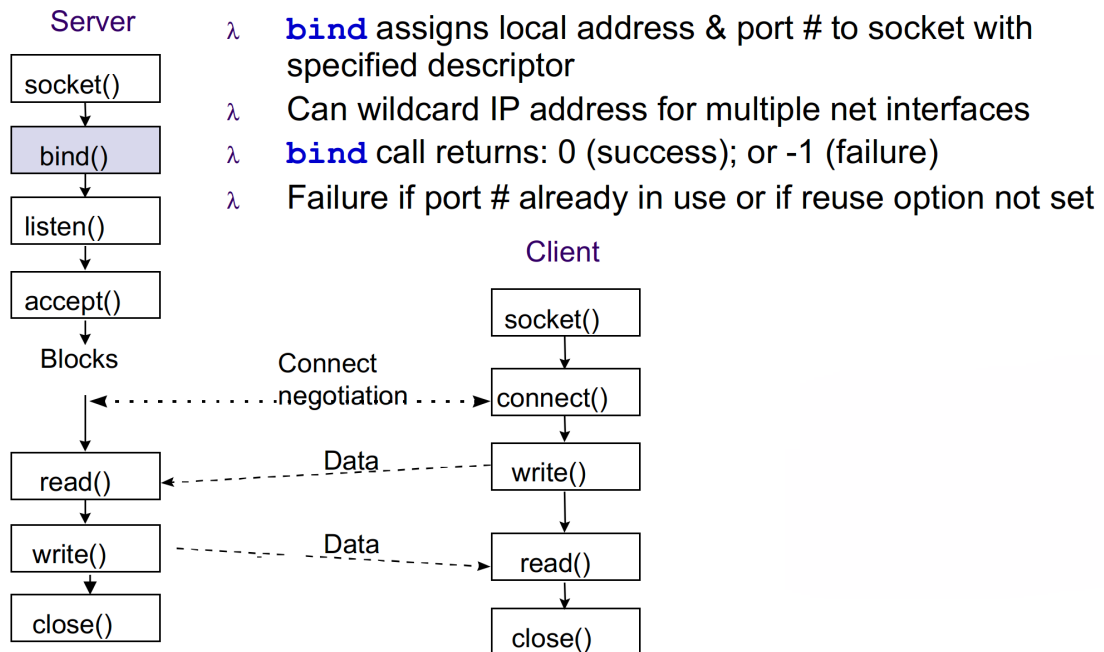 Server
λ bind assigns local address & port # to socket with
specified descriptor
λ Can wildcard IP address for multiple net interfaces
λ bind call returns: 0 (success); or -1 (failure)
λ Failure if port # already in use or if reuse option not set
socket()
bind()
listen()
accept()
Blocks
Client
socket()
Connect
negotiation
connect()
Data
write()
read()
Data
write()
read()
close()
close()